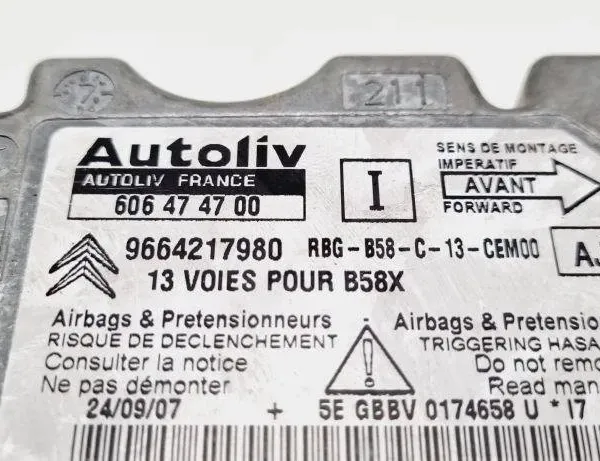 211
Autoliv
AUTOLIV FRANCE
606 47 47 00
I
SENS DE MONTAGE
IMPERATIF
AVANT
FORWARD
9664217980 RBG-B58-C-13-CEM00
AJ
13 VOIES POUR B58X
Airbags & Pretensionneurs
RISQUE DE DECLENCHEMENT
Consulter la notice
Ne pas démonter
Airbags & Pretensio
TRIGGERING HASA
Do not remo
Read man
24/09/07 + 5E GBBV 0174658 U * I7